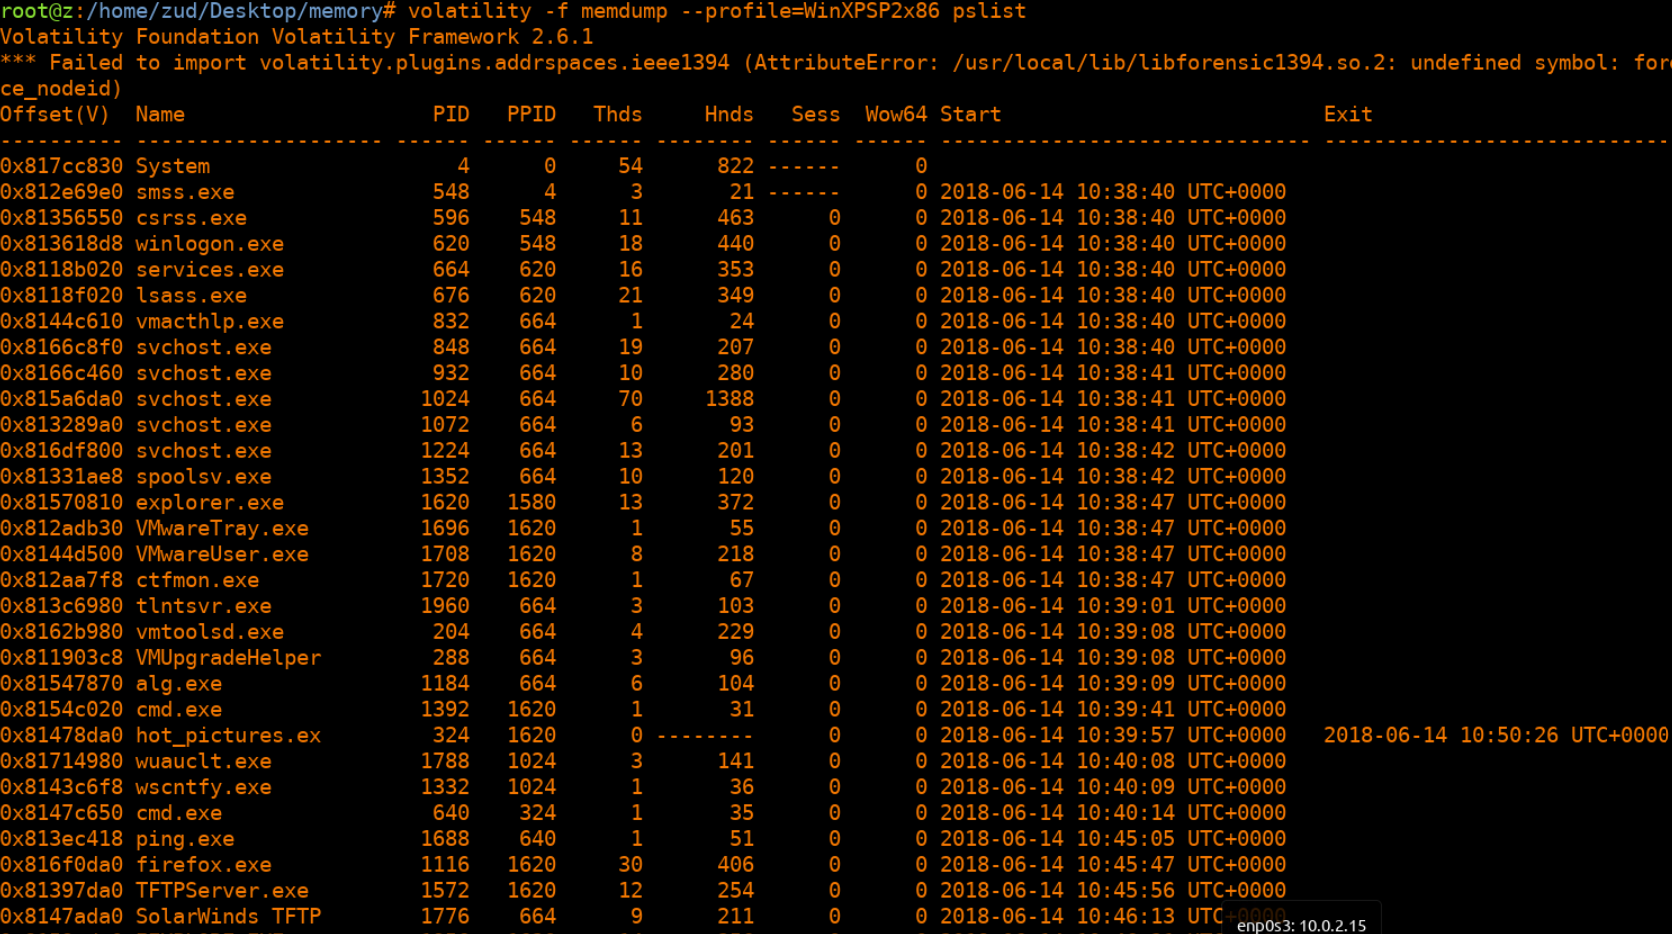 root@z:/home/zud/Desktop/memory# volatility -f memdump --profile=WinXPSP2x86 pslist
Volatility Foundation Volatility Framework 2.6.1
*** Failed to import volatility.plugins.addrspaces.ieee1394 (AttributeError: /usr/local/lib/libforensic1394.so.2: undefined symbol: for
ce_nodeid)
Offset(V)  Name                    PID   PPID   Thds     Hnds   Sess  Wow64 Start                          Exit
---------- -------------------- ------ ------ ------ -------- ------ ------ ------------------------------ ----------------------------
0x817cc830 System                    4      0     54      822 ------      0
0x812e69e0 smss.exe                548      4      3       21 ------      0 2018-06-14 10:38:40 UTC+0000
0x81356550 csrss.exe               596    548     11      463      0      0 2018-06-14 10:38:40 UTC+0000
0x813618d8 winlogon.exe            620    548     18      440      0      0 2018-06-14 10:38:40 UTC+0000
0x8118b020 services.exe            664    620     16      353      0      0 2018-06-14 10:38:40 UTC+0000
0x8118f020 lsass.exe               676    620     21      349      0      0 2018-06-14 10:38:40 UTC+0000
0x8144c610 vmacthlp.exe            832    664      1       24      0      0 2018-06-14 10:38:40 UTC+0000
0x8166c8f0 svchost.exe             848    664     19      207      0      0 2018-06-14 10:38:40 UTC+0000
0x8166c460 svchost.exe             932    664     10      280      0      0 2018-06-14 10:38:41 UTC+0000
0x815a6da0 svchost.exe            1024    664     70     1388      0      0 2018-06-14 10:38:41 UTC+0000
0x813289a0 svchost.exe            1072    664      6       93      0      0 2018-06-14 10:38:41 UTC+0000
0x816df800 svchost.exe            1224    664     13      201      0      0 2018-06-14 10:38:42 UTC+0000
0x81331ae8 spoolsv.exe            1352    664     10      120      0      0 2018-06-14 10:38:42 UTC+0000
0x81570810 explorer.exe           1620   1580     13      372      0      0 2018-06-14 10:38:47 UTC+0000
0x812adb30 VMwareTray.exe         1696   1620      1       55      0      0 2018-06-14 10:38:47 UTC+0000
0x8144d500 VMwareUser.exe         1708   1620      8      218      0      0 2018-06-14 10:38:47 UTC+0000
0x812aa7f8 ctfmon.exe             1720   1620      1       67      0      0 2018-06-14 10:38:47 UTC+0000
0x813c6980 tlntsvr.exe            1960    664      3      103      0      0 2018-06-14 10:39:01 UTC+0000
0x8162b980 vmtoolsd.exe            204    664      4      229      0      0 2018-06-14 10:39:08 UTC+0000
0x811903c8 VMUpgradeHelper         288    664      3       96      0      0 2018-06-14 10:39:08 UTC+0000
0x81547870 alg.exe                1184    664      6      104      0      0 2018-06-14 10:39:09 UTC+0000
0x8154c020 cmd.exe                1392   1620      1       31      0      0 2018-06-14 10:39:41 UTC+0000
0x81478da0 hot_pictures.ex         324   1620      0 --------      0      0 2018-06-14 10:39:57 UTC+0000   2018-06-14 10:50:26 UTC+0000
0x81714980 wuauclt.exe            1788   1024      3      141      0      0 2018-06-14 10:40:08 UTC+0000
0x8143c6f8 wscntfy.exe            1332   1024      1       36      0      0 2018-06-14 10:40:09 UTC+0000
0x8147c650 cmd.exe                 640    324      1       35      0      0 2018-06-14 10:40:14 UTC+0000
0x813ec418 ping.exe               1688    640      1       51      0      0 2018-06-14 10:45:05 UTC+0000
0x816f0da0 firefox.exe            1116   1620     30      406      0      0 2018-06-14 10:45:47 UTC+0000
0x81397da0 TFTPServer.exe         1572   1620     12      254      0      0 2018-06-14 10:45:56 UTC+0000
0x8147ada0 SolarWinds TFTP        1776    664      9      211      0      0 2018-06-14 10:46:13 UTC+0000
enp0s3: 10.0.2.15